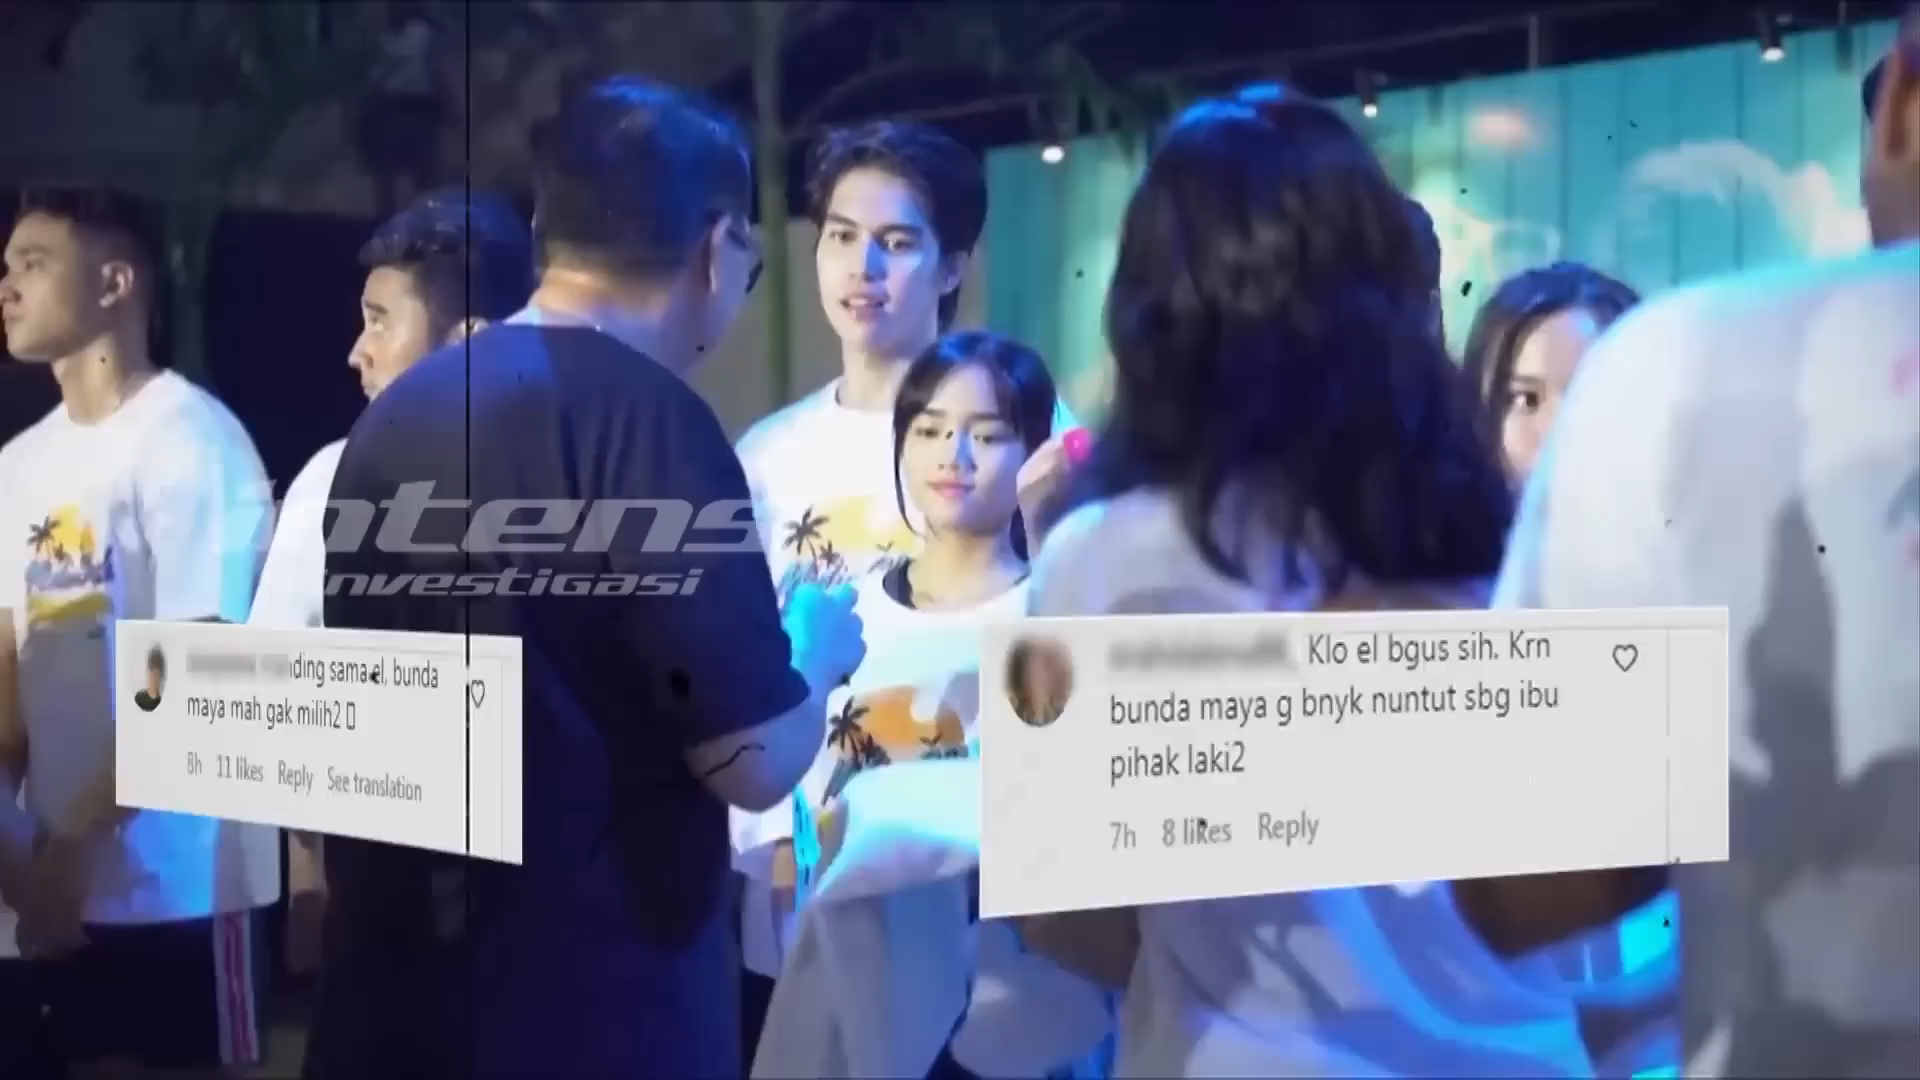 intens
investigasi
nding sama el, bunda
maya mah gak milih2
8h 11 likes Reply See translation
Klo el bgus sih. Krn
bunda maya g bnyk nuntut sbg ibu
pihak laki2
7h 8 likes Reply